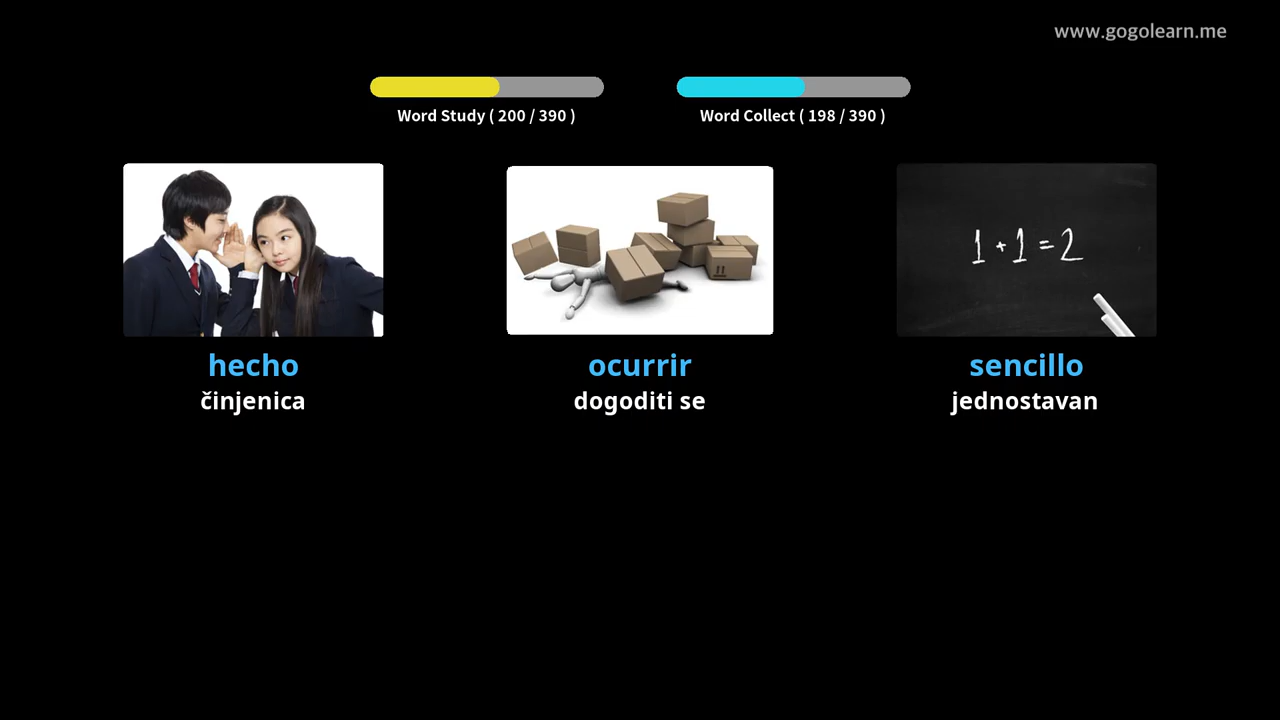 www.gogolearn.me
Word Study ( 200 / 390 )
Word Collect ( 198 / 390 )
1 + 1 = 2
hecho
činjenica
ocurrir
dogoditi se
sencillo
jednostavan